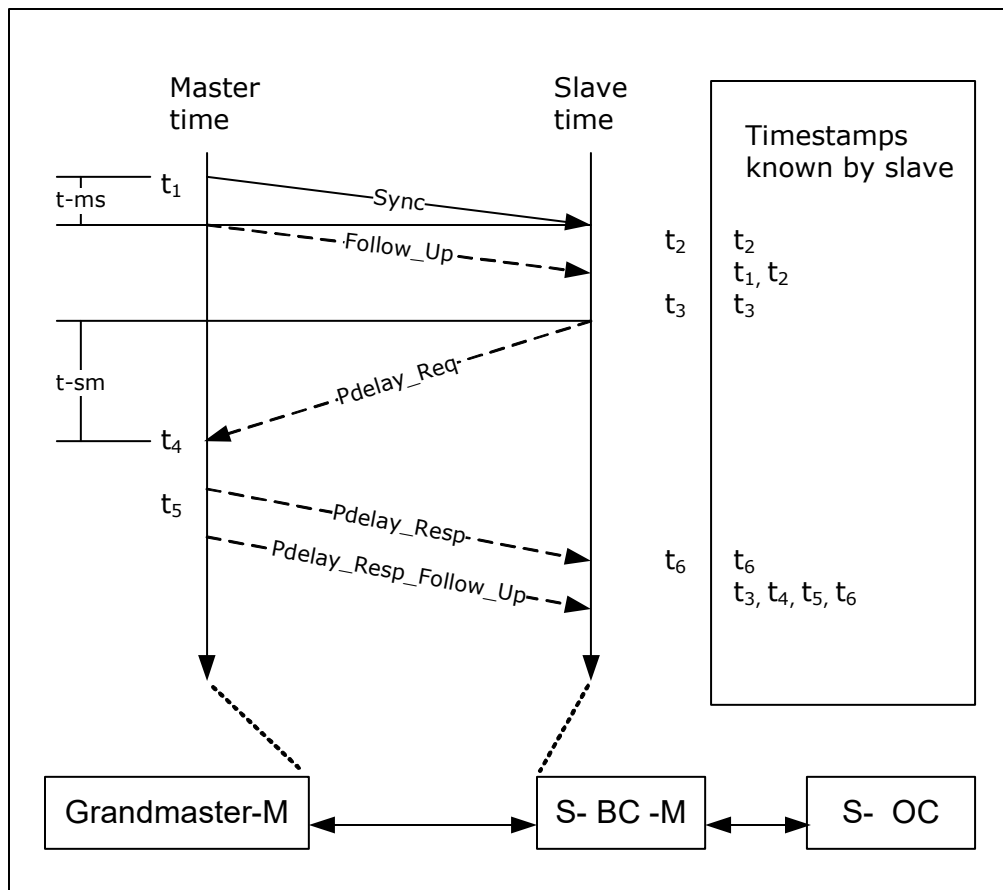 Master
time
Slave
time
Timestamps
known by slave
t-ms
t₁
Sync
Follow_Up
t₂
t₂
t₁, t₂
t₃
t₃
t-sm
Pdelay_Req
t₄
t₅
Pdelay_Resp
Pdelay_Resp_Follow_Up
t₆
t₆
t₃, t₄, t₅, t₆
Grandmaster-M
S- BC -M
S- OC